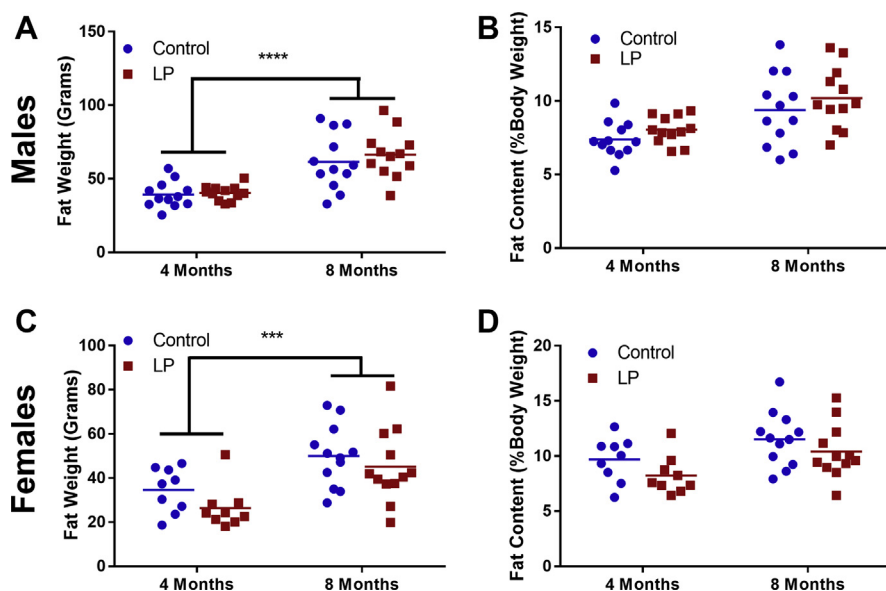 A
Control
LP
****
Males
Fat Weight (Grams)
150
100
50
0
4 Months
8 Months
B
Control
LP
Fat Content (%Body Weight)
15
10
5
0
4 Months
8 Months
C
Control
LP
***
Females
Fat Weight (Grams)
100
80
60
40
20
0
4 Months
8 Months
D
Control
LP
Fat Content (%Body Weight)
20
15
10
5
0
4 Months
8 Months